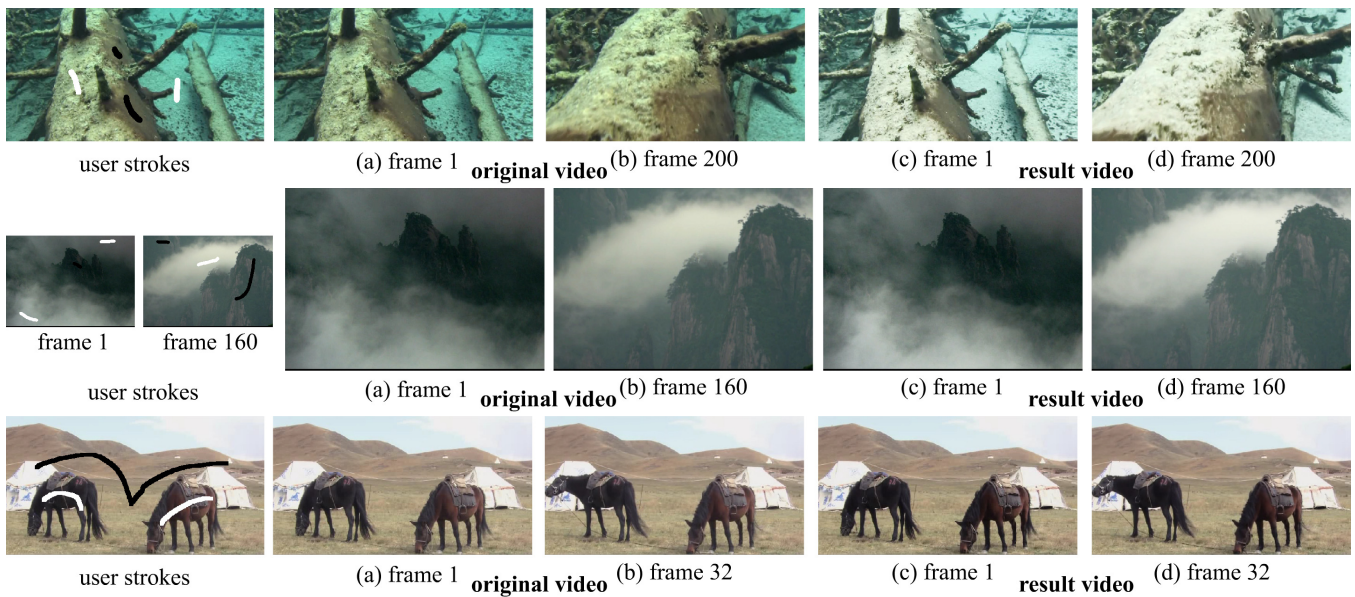 user strokes
(a) frame 1
original video
(b) frame 200
(c) frame 1
result video
(d) frame 200
frame 1
frame 160
user strokes
(a) frame 1
original video
(b) frame 160
(c) frame 1
result video
(d) frame 160
user strokes
(a) frame 1
original video
(b) frame 32
(c) frame 1
result video
(d) frame 32